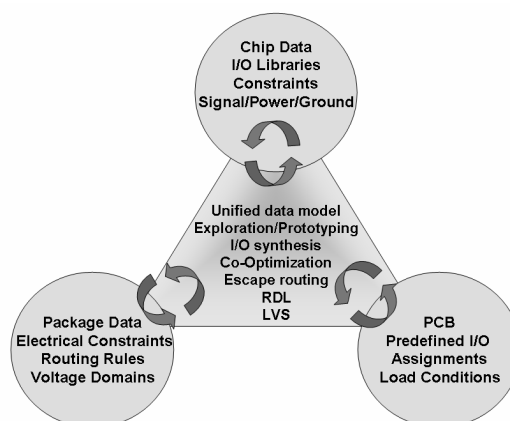 Chip Data
I/O Libraries
Constraints
Signal/Power/Ground
Unified data model
Exploration/Prototyping
I/O synthesis
Co-Optimization
Escape routing
RDL
LVS
Package Data
Electrical Constraints
Routing Rules
Voltage Domains
PCB
Predefined I/O
Assignments
Load Conditions